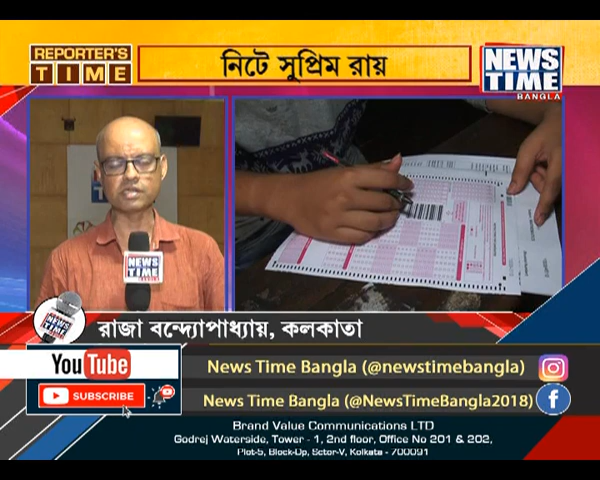 REPORTER'S
TIME
নিটে সুপ্রিম রায়
NEWS
TIME
BANGLA
NEWS
TIME
রাজা বন্দ্যোপাধ্যায়, কলকাতা
YouTube
SUBSCRIBE
News Time Bangla (@newstimebangla)
News Time Bangla (@NewsTimeBangla2018)
Brand Value Communications LTD
Godrej Waterside, Tower - 1, 2nd floor, Office No 201 & 202,
Plot-5, Block-Dp, Sctor-V, Kolkata - 700091